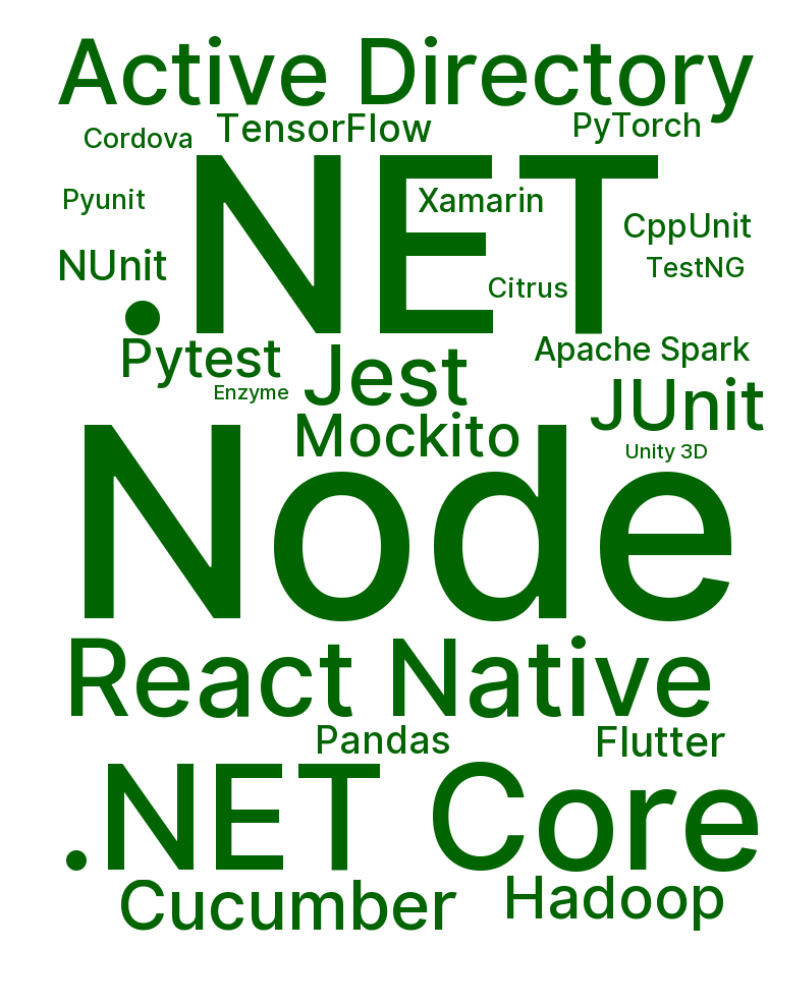 Active Directory
Cordova
TensorFlow
PyTorch
.NET
Pyunit
Xamarin
CppUnit
NUnit
TestNG
Citrus
Pytest
Jest
Apache Spark
Enzyme
JUnit
Mockito
Unity 3D
Node
React Native
Pandas
Flutter
.NET Core
Cucumber
Hadoop